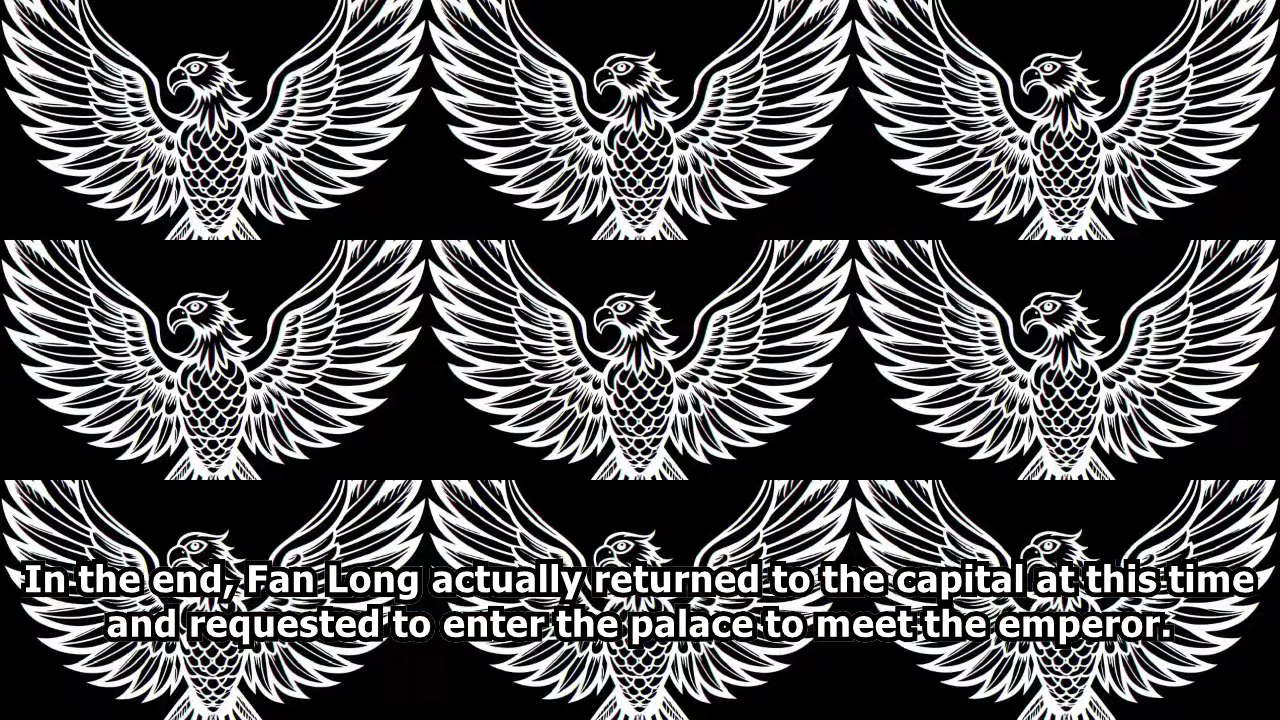 In the end, Fan Long actually returned to the capital at this time
and requested to enter the palace to meet the emperor.